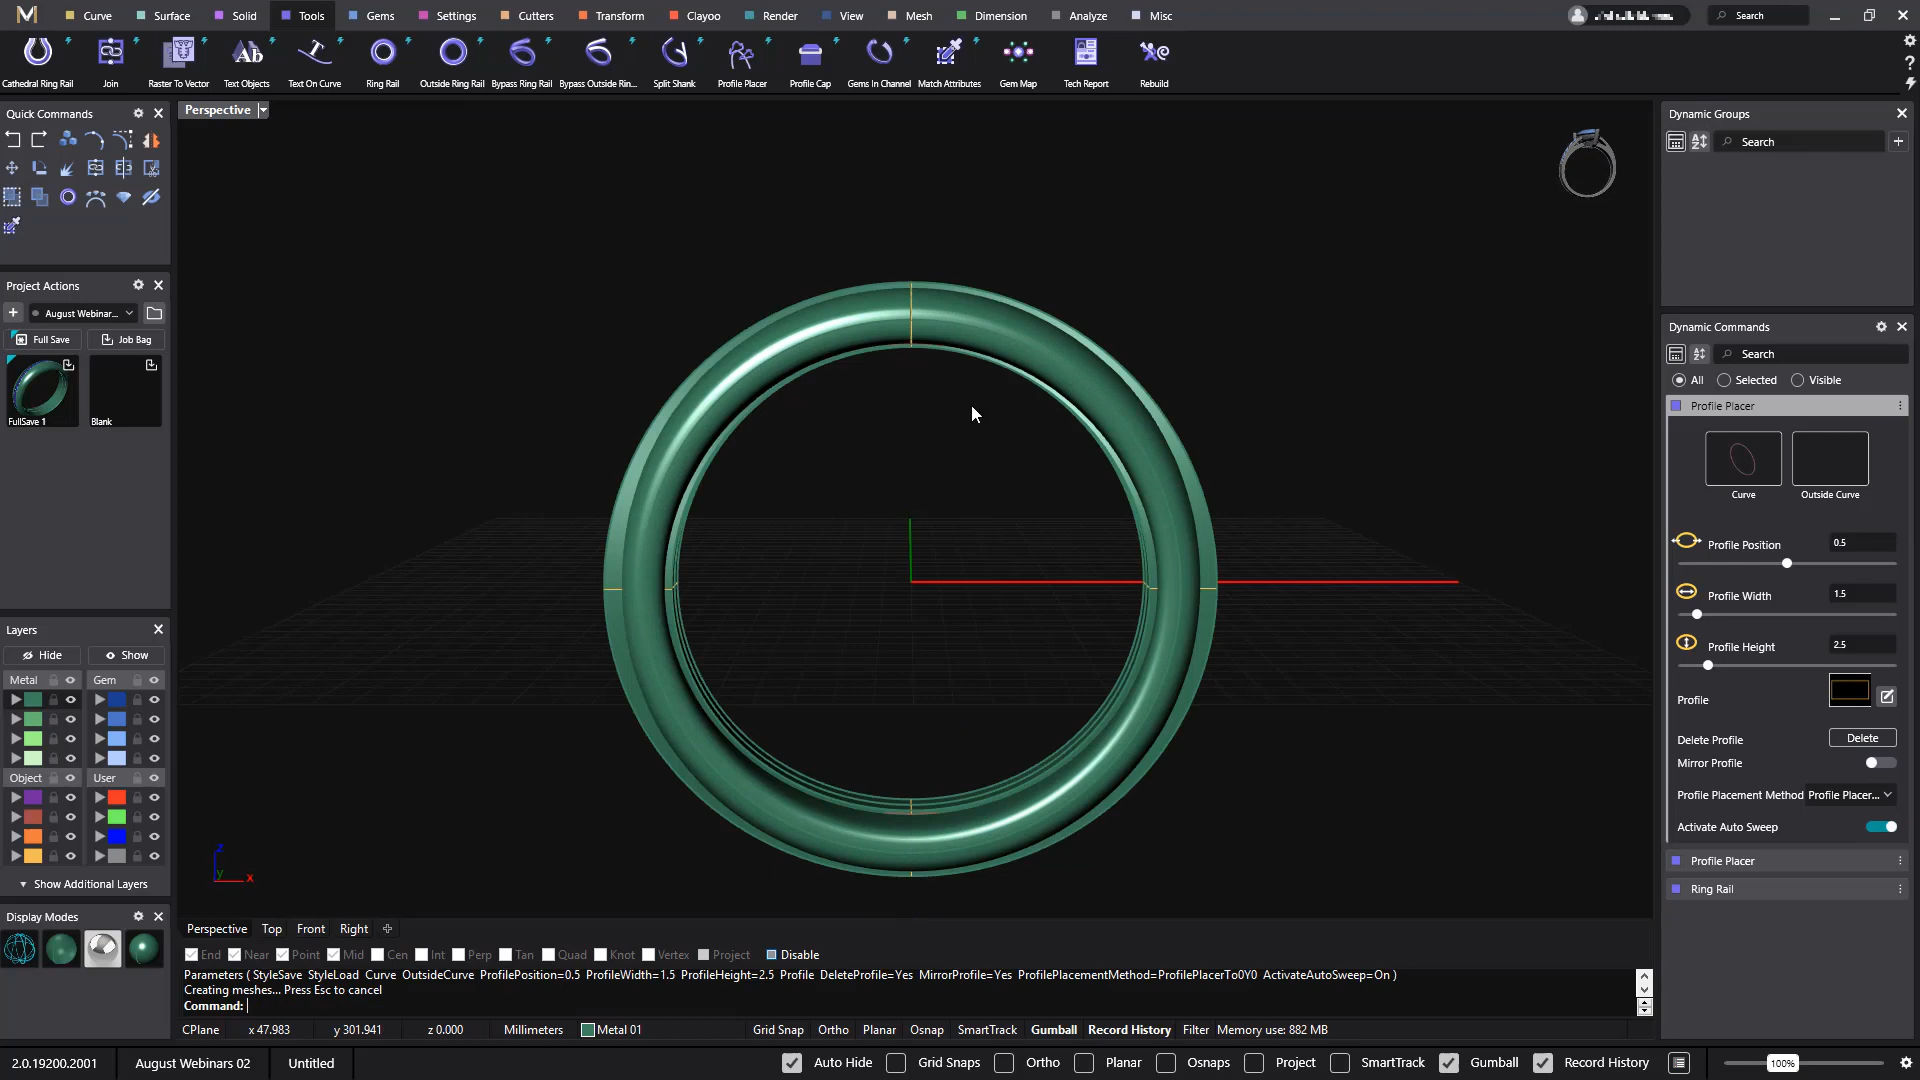 Curve Surface Solid Tools Gems Settings Cutters Transform Clayoo Render View Mesh Dimension Analyze Misc Search
Cathedral Ring Rail Join Raster To Vector Text Objects Text On Curve Ring Rail Outside Ring Rail Bypass Ring Rail Bypass Outside Rin... Split Shank Profile Placer Profile Cap Gems In Channel Match Attributes Gem Map Tech Report Rebuild
Quick Commands
Perspective
Project Actions
August Webinar...
Full Save Job Bag
FullSave 1 Blank
Layers
Hide Show
Metal Gem
Object User
Show Additional Layers
Display Modes
z
y x
Dynamic Groups
Search
Dynamic Commands
Search
All Selected Visible
Profile Placer
Curve Outside Curve
Profile Position 0.5
Profile Width 1.5
Profile Height 2.5
Profile
Delete Profile Delete
Mirror Profile
Profile Placement Method Profile Placer...
Activate Auto Sweep
Profile Placer
Ring Rail
Perspective Top Front Right
End Near Point Mid Cen Int Perp Tan Quad Knot Vertex Project Disable
Parameters ( StyleSave StyleLoad Curve OutsideCurve ProfilePosition=0.5 ProfileWidth=1.5 ProfileHeight=2.5 Profile DeleteProfile=Yes MirrorProfile=Yes ProfilePlacementMethod=ProfilePlacerTo0Y0 ActivateAutoSweep=On )
Creating meshes... Press Esc to cancel
Command:
CPlane x 47.983 y 301.941 z 0.000 Millimeters Metal 01 Grid Snap Ortho Planar Osnap SmartTrack Gumball Record History Filter Memory use: 882 MB
2.0.19200.2001 August Webinars 02 Untitled Auto Hide Grid Snaps Ortho Planar Osnaps Project SmartTrack Gumball Record History 100%